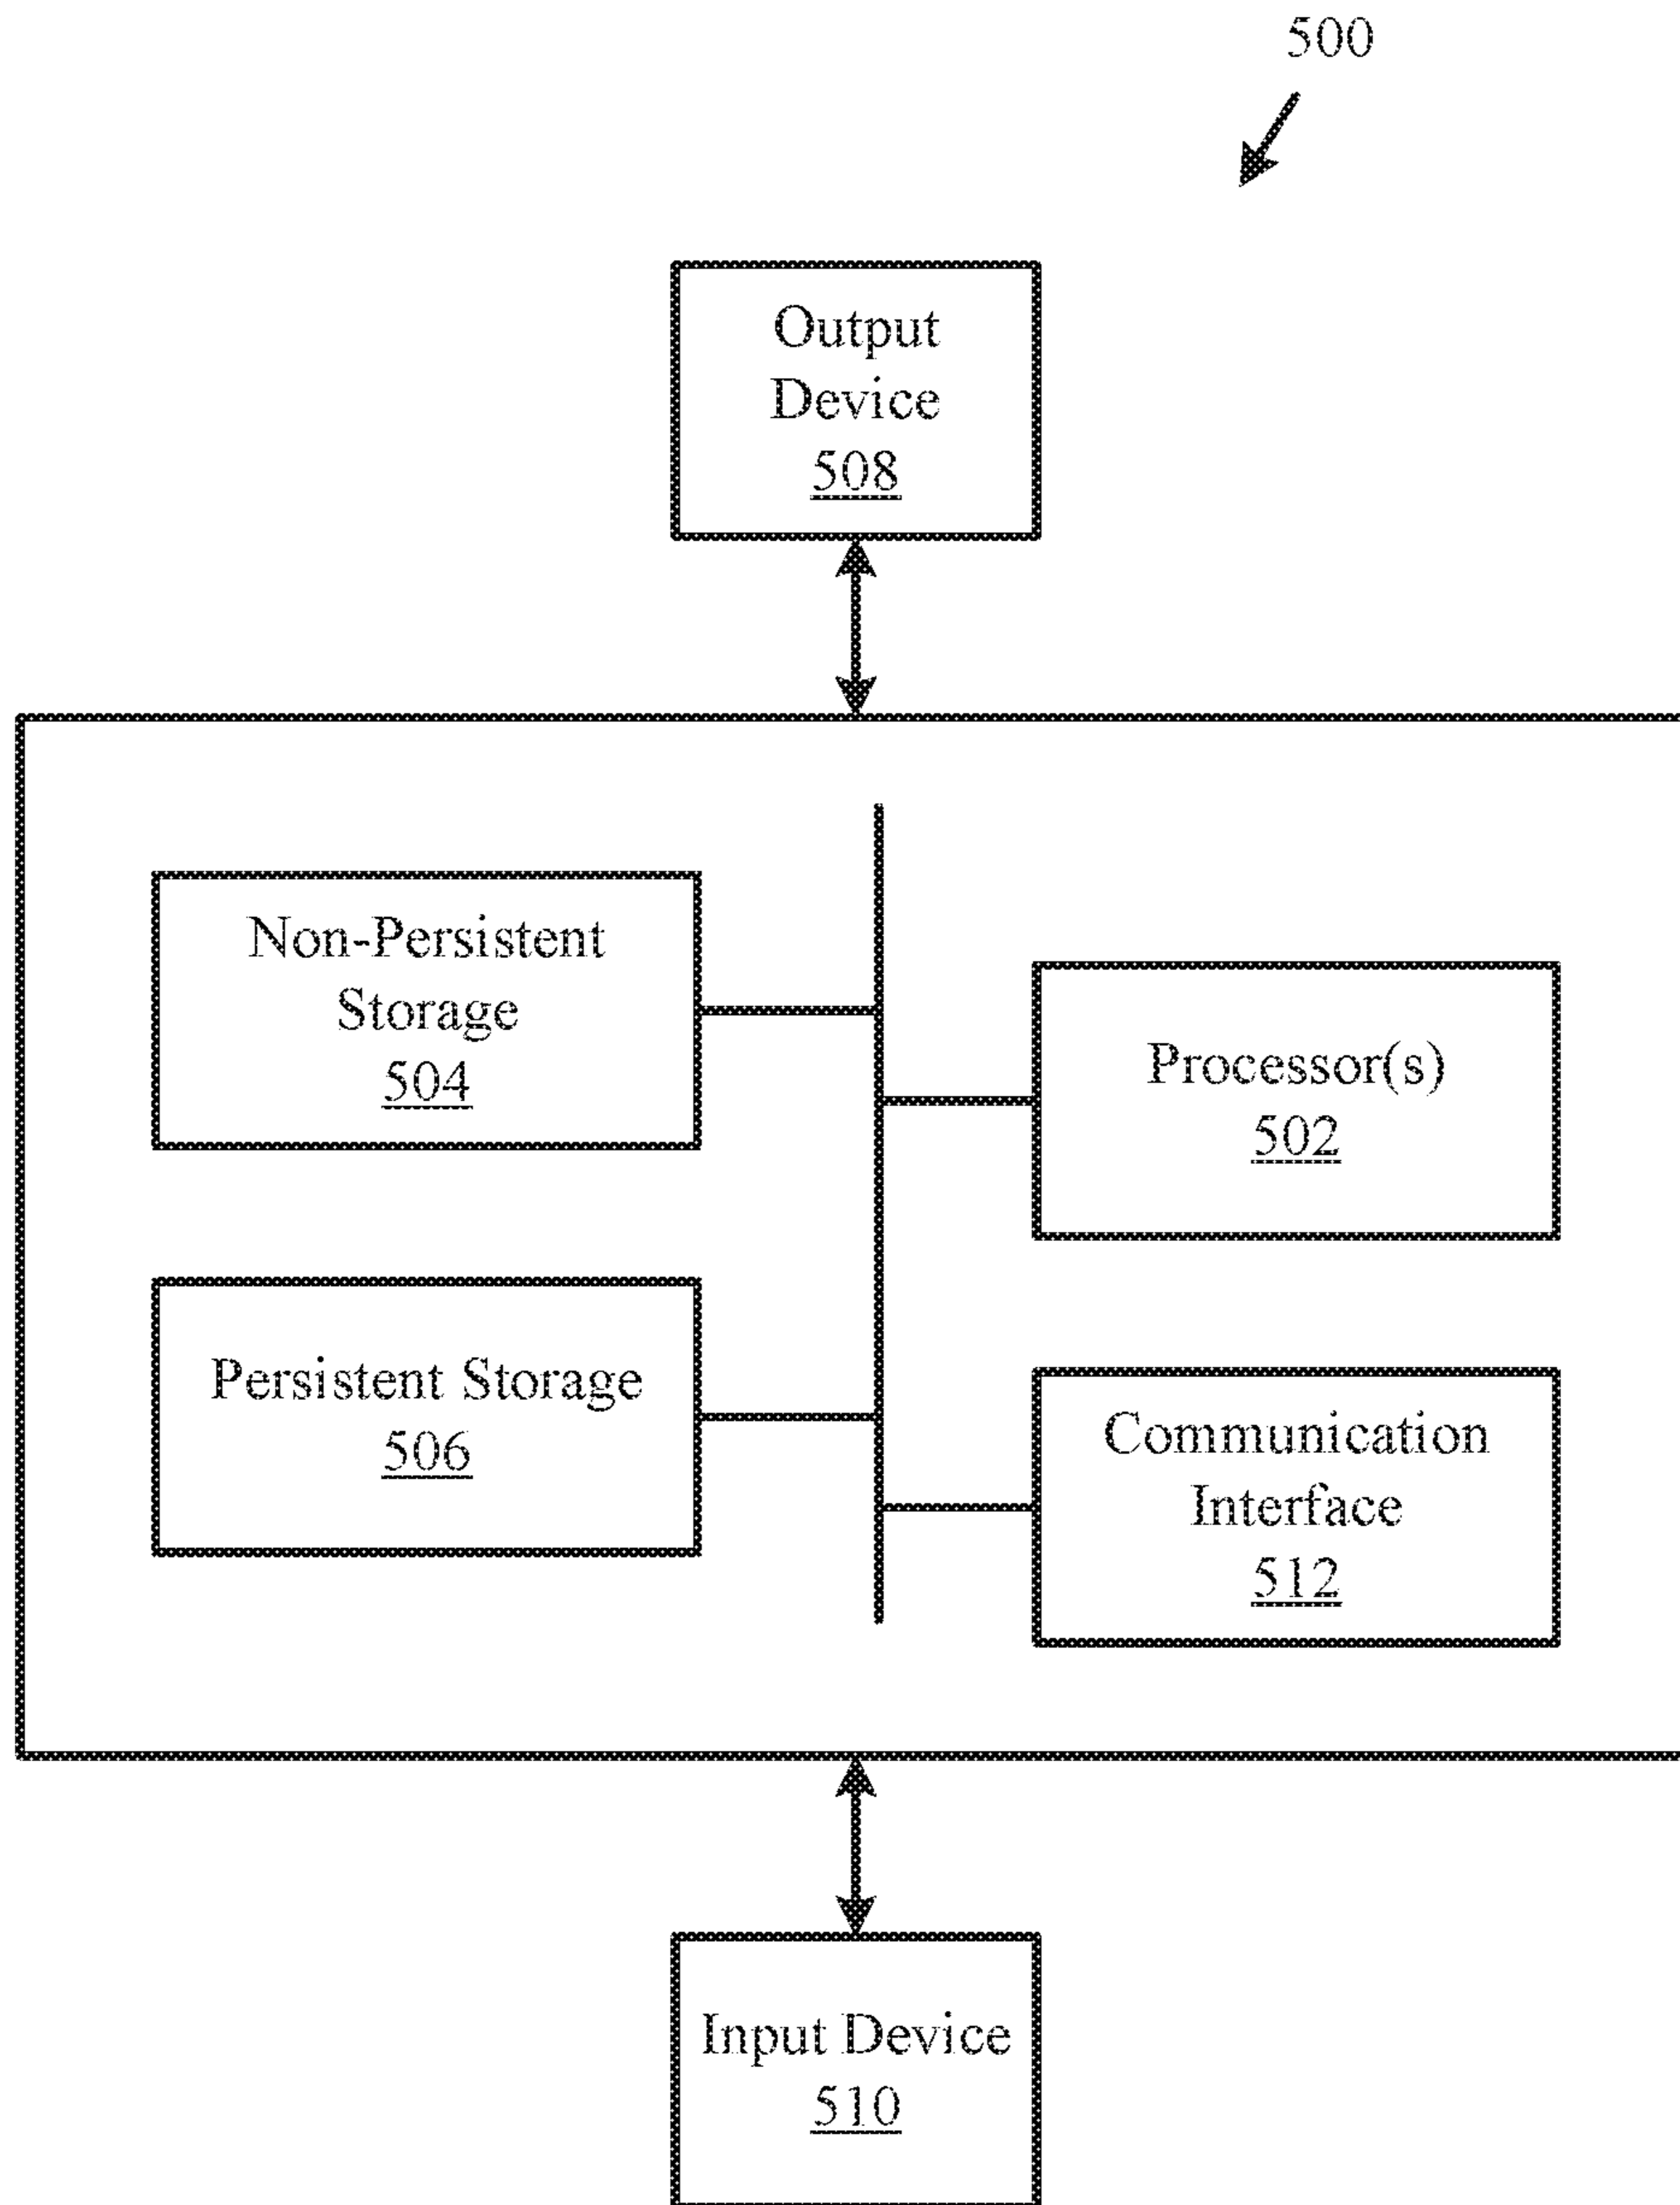 500
Output
Device
508
Non-Persistent
Storage
504
Processor(s)
502
Persistent Storage
506
Communication
Interface
512
Input Device
510